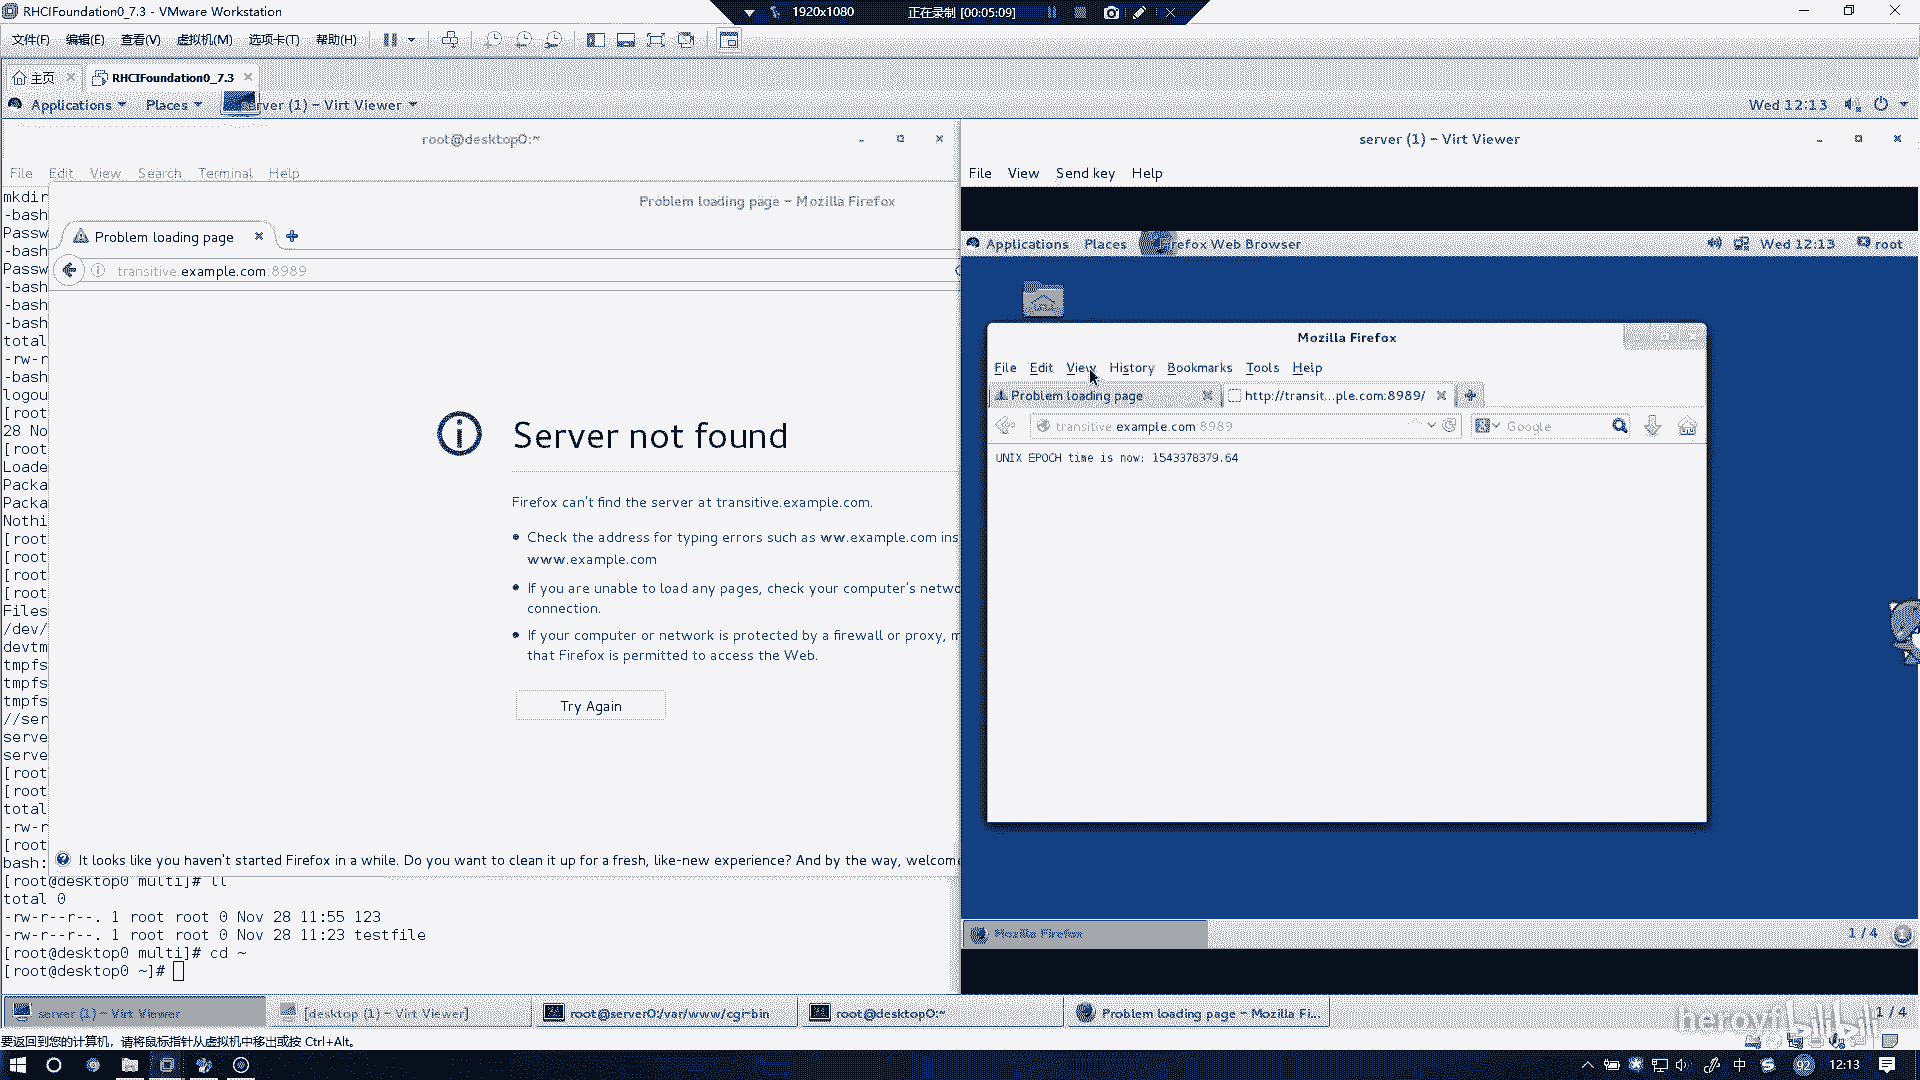 RHCIFoundation0_7.3 - VMware Workstation
1920x1080
正在录制 [00:05:09]
文件(F) 编辑(E) 查看(V) 虚拟机(M) 选项卡(T) 帮助(H)
主页
RHCIFoundation0_7.3
Applications Places
erver (1) – Virt Viewer
Wed 12:13
root@desktop0:~
File Edit View Search Terminal Help
mkdir
-bash
Passw
-bash
Passw
-bash
-bash
-bash
total
-rw-r
-bash
logou
[root
28 No
[root
Loade
Packa
Packa
Nothi
[root
[root
[root
[root
Files
/dev/
devtm
tmpfs
tmpfs
tmpfs
//ser
serve
serve
[root
[root
total
-rw-r
[root
bash:
[root@desktop0 multi]# ll
total 0
-rw-r--r--. 1 root root 0 Nov 28 11:55 123
-rw-r--r--. 1 root root 0 Nov 28 11:23 testfile
[root@desktop0 multi]# cd ~
[root@desktop0 ~]#
Problem loading page – Mozilla Firefox
Problem loading page
transitive.example.com:8989
Server not found
Firefox can't find the server at transitive.example.com.
Check the address for typing errors such as ww.example.com ins
www.example.com
If you are unable to load any pages, check your computer's netwo
connection.
If your computer or network is protected by a firewall or proxy, m
that Firefox is permitted to access the Web.
Try Again
It looks like you haven't started Firefox in a while. Do you want to clean it up for a fresh, like-new experience? And by the way, welcome
server (1) – Virt Viewer
File View Send key Help
Applications Places
Firefox Web Browser
Wed 12:13
root
Mozilla Firefox
File Edit View History Bookmarks Tools Help
Problem loading page
http://transit...ple.com:8989/
transitive.example.com:8989
Google
UNIX EPOCH time is now: 1543378379.64
Mozilla Firefox
1 / 4
1
server (1) – Virt Viewer
[desktop (1) – Virt Viewer]
root@server0:/var/www/cgi-bin
root@desktop0:~
Problem loading page – Mozilla Fi...
1 / 4
bilibili
要返回到您的计算机，请将鼠标指针从虚拟机中移出或按 Ctrl+Alt。
中
92
12:13